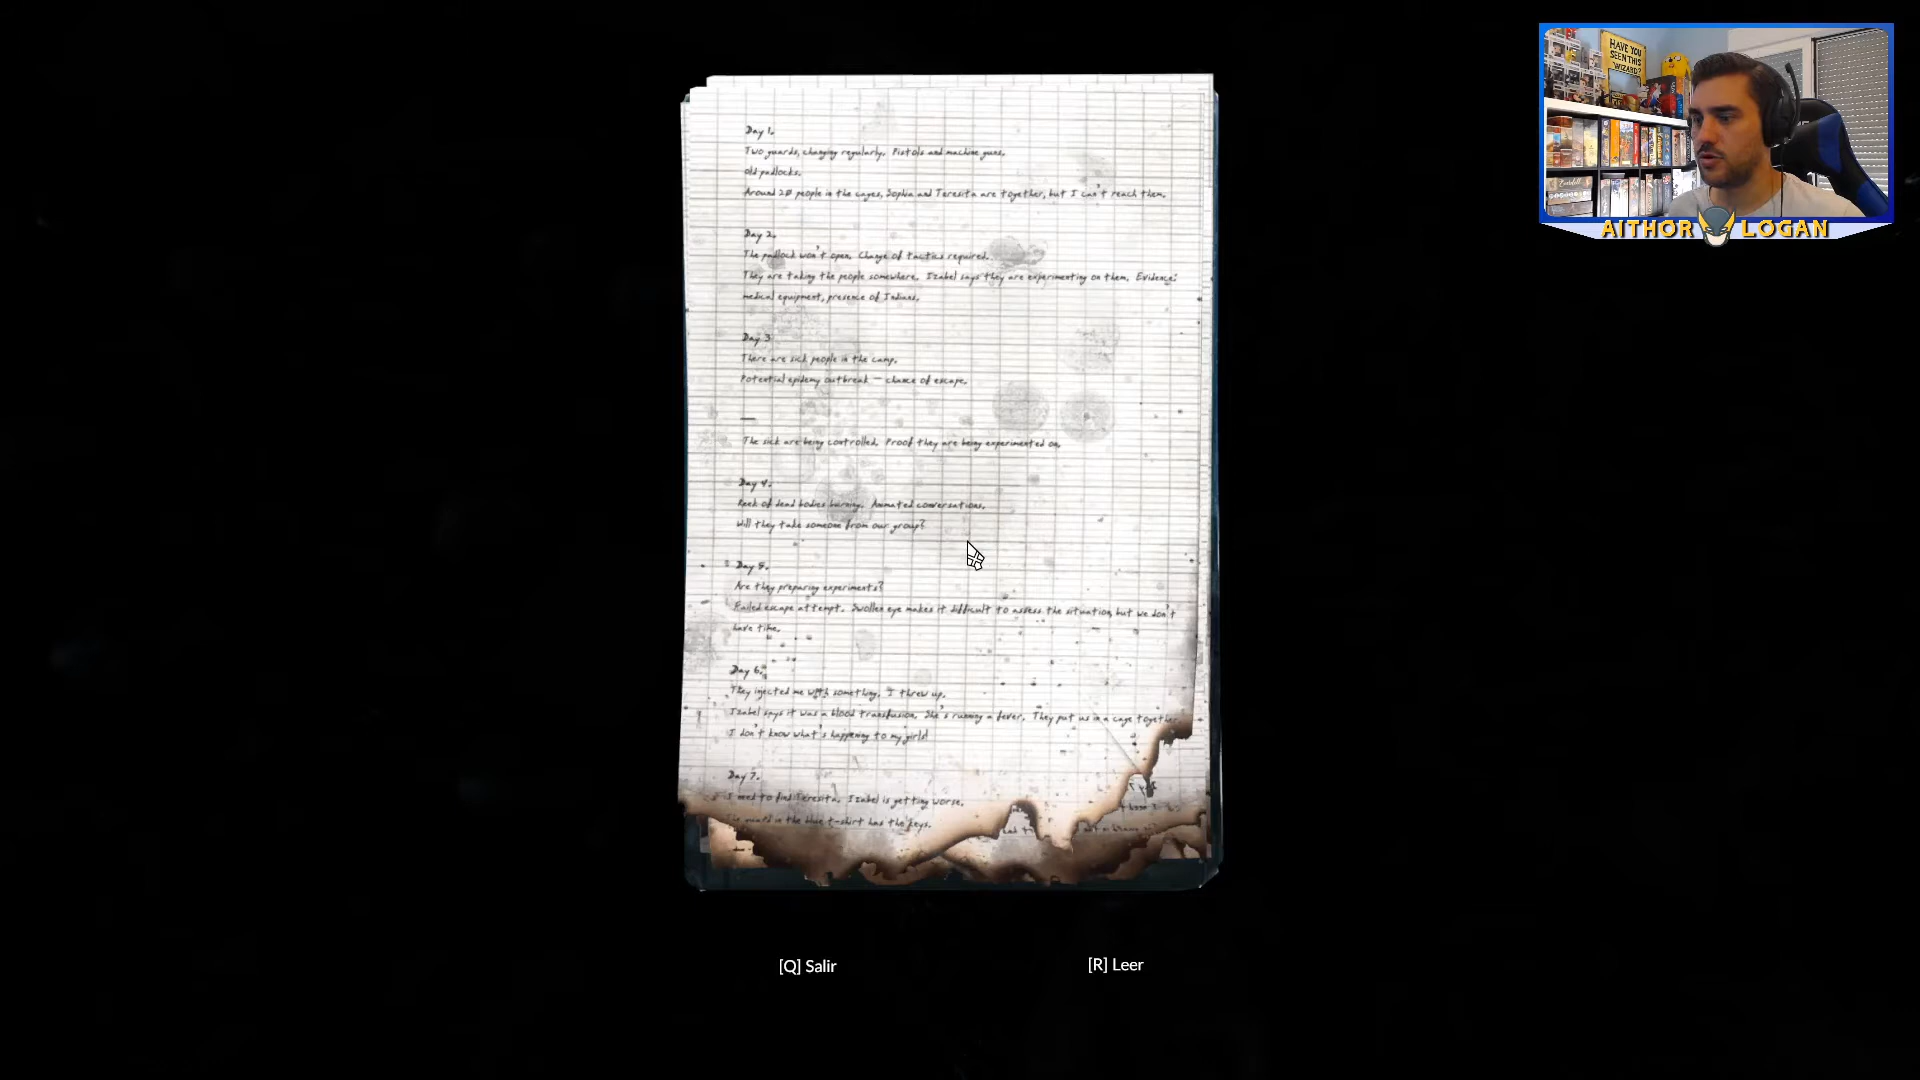 HAVE YOU
SEEN THIS
WIZARD?
AITHOR LOGAN
Day 1.
Two guards, changing regularly. Pistols and machine guns.
old padlocks.
Around 20 people in the cages, Sophia and Teresita are together, but I can't reach them.
Day 2.
The padlock won't open. Change of tactics required.
They are taking the people somewhere. Izabel says they are experimenting on them. Evidence:
medical equipment, presence of Indians.
Day 3
There are sick people in the camp.
Potential epidemy outbreak — chance of escape.
—
The sick are being controlled. Proof they are being experimented on.
Day 4.
Reek of dead bodies burning. Animated conversations.
Will they take someone from our group?
Day 5.
Are they preparing experiments?
Failed escape attempt. Swollen eye makes it difficult to assess the situation, but we don't
have time.
Day 6.
They injected me with something. I threw up.
Izabel says it was a blood transfusion. She's running a fever. They put us in a cage together.
I don't know what's happening to my girls!
Day 7.
I need to find Teresita. Izabel is getting worse.
The guard in the blue t-shirt has the keys.
[Q] Salir
[R] Leer